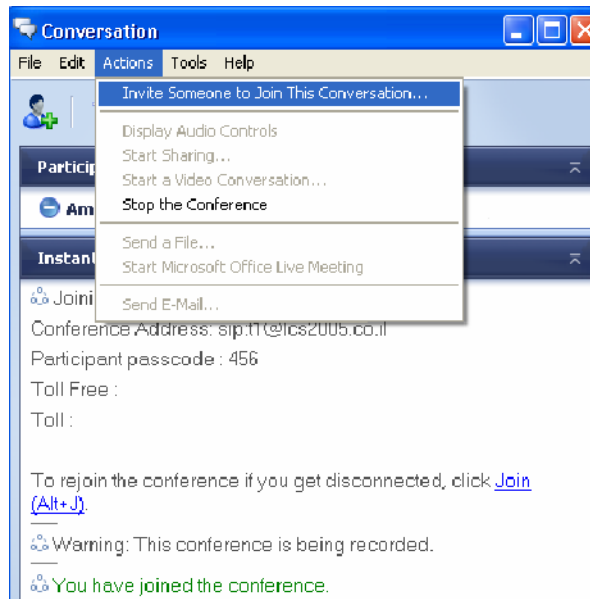 Conversation
File Edit Actions Tools Help
Invite Someone to Join This Conversation...
Display Audio Controls
Start Sharing...
Start a Video Conversation...
Stop the Conference
Send a File...
Start Microsoft Office Live Meeting
Send E-Mail...
Particip
Am
Instant
Joini
Conference Address: sip:t1@lcs2005.co.il
Participant passcode : 456
Toll Free :
Toll :
To rejoin the conference if you get disconnected, click Join
(Alt+J).
Warning: This conference is being recorded.
You have joined the conference.